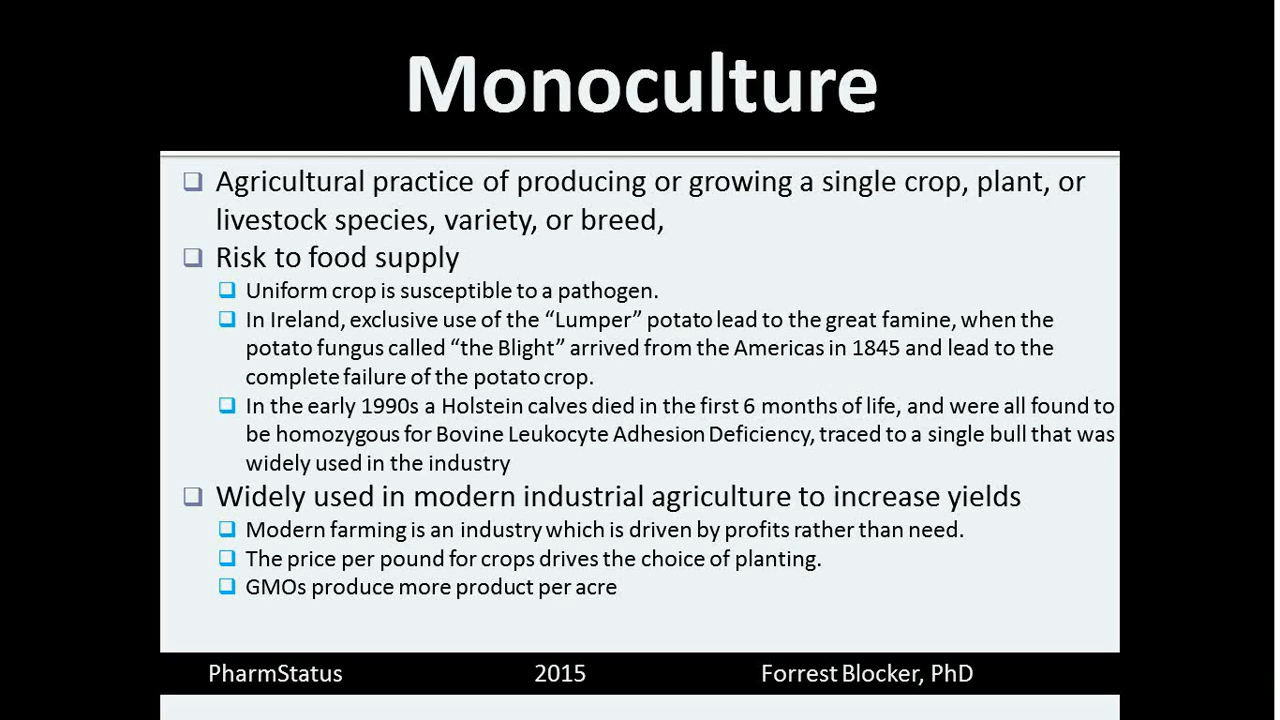 Monoculture
Agricultural practice of producing or growing a single crop, plant, or
livestock species, variety, or breed,
Risk to food supply
Uniform crop is susceptible to a pathogen.
In Ireland, exclusive use of the “Lumper” potato lead to the great famine, when the
potato fungus called “the Blight” arrived from the Americas in 1845 and lead to the
complete failure of the potato crop.
In the early 1990s a Holstein calves died in the first 6 months of life, and were all found to
be homozygous for Bovine Leukocyte Adhesion Deficiency, traced to a single bull that was
widely used in the industry
Widely used in modern industrial agriculture to increase yields
Modern farming is an industry which is driven by profits rather than need.
The price per pound for crops drives the choice of planting.
GMOs produce more product per acre
PharmStatus 2015 Forrest Blocker, PhD